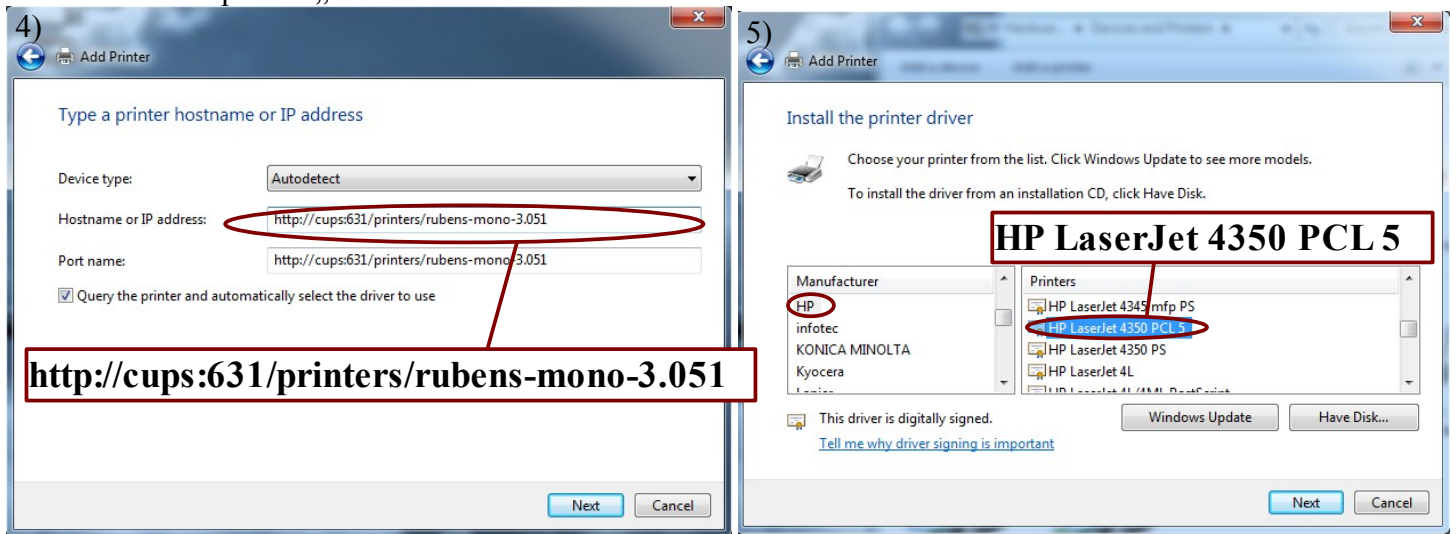 4)
Add Printer
Type a printer hostname or IP address
Device type:
Autodetect
Hostname or IP address:
http://cups:631/printers/rubens-mono-3.051
Port name:
http://cups:631/printers/rubens-mono-3.051
Query the printer and automatically select the driver to use
http://cups:631/printers/rubens-mono-3.051
Next
Cancel
5)
Add Printer
Install the printer driver
Choose your printer from the list. Click Windows Update to see more models.
To install the driver from an installation CD, click Have Disk.
HP LaserJet 4350 PCL 5
Manufacturer
HP
infotec
KONICA MINOLTA
Kyocera
Printers
HP LaserJet 4345 mfp PS
HP LaserJet 4350 PCL 5
HP LaserJet 4350 PS
HP LaserJet 4L
This driver is digitally signed.
Tell me why driver signing is important
Windows Update
Have Disk...
Next
Cancel